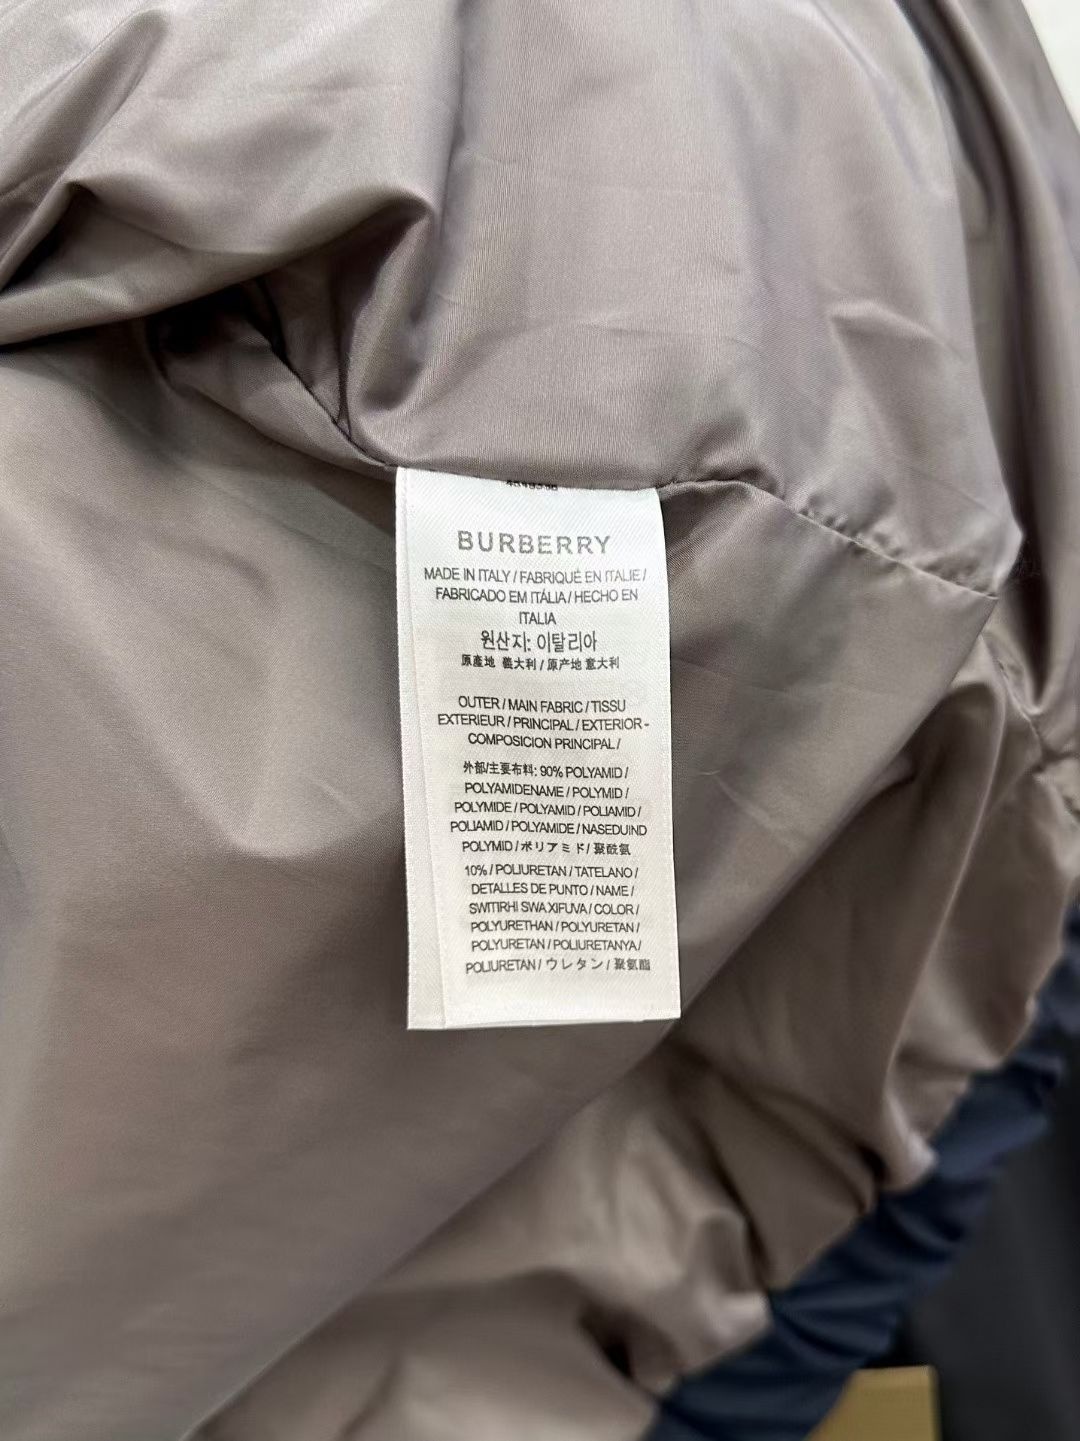 BURBERRY
MADE IN ITALY / FABRIQUÉ EN ITALIE /
FABRICADO EM ITÁLIA / HECHO EN
ITALIA
원산지: 이탈리아
原産地 義大利 / 原产地 意大利
OUTER / MAIN FABRIC / TISSU
EXTERIEUR / PRINCIPAL / EXTERIOR -
COMPOSICION PRINCIPAL /
外部/主要布料: 90% POLYAMID /
POLYAMIDENAME / POLYMID /
POLYMIDE / POLYAMID / POLIAMID /
POLIAMID / POLYAMIDE / NASEDUIND
POLYMID / ポリアミド / 聚酰氨
10% / POLIURETAN / TATELANO /
DETALLES DE PUNTO / NAME /
SWITIRHI SWAXIFUVA / COLOR /
POLYURETHAN / POLYURETAN /
POLYURETAN / POLIURETANYA /
POLIURETAN / ウレタン / 聚氨酯